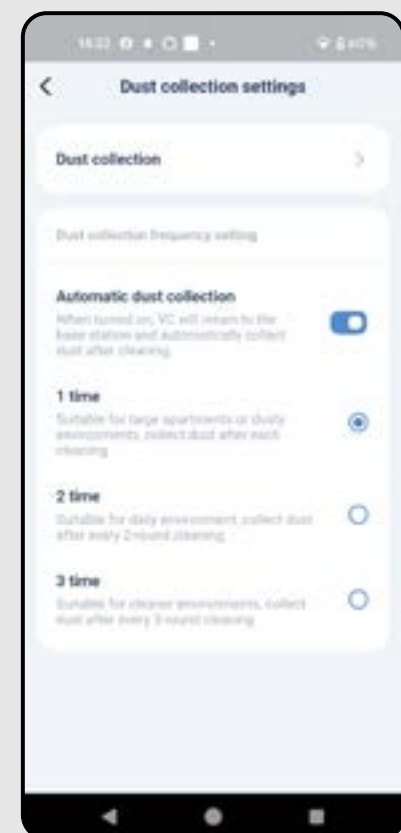 Dust collection settings
Dust collection
Dust collection frequency setting
Automatic dust collection
When turned on, VC will return to the
base station and automatically collect
dust after cleaning
1 time
Suitable for large apartments or dusty
environments, collect dust after each
cleaning
2 time
Suitable for daily environment, collect dust
after every 2-round cleaning
3 time
Suitable for cleaner environments, collect
dust after every 3-round cleaning